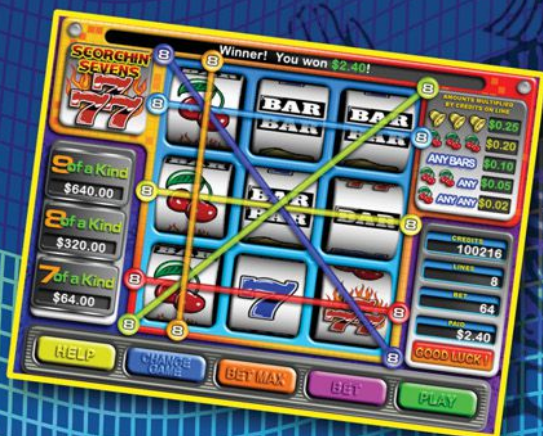 Winner! You won $2.40!
SCORCHIN'
SEVENS
777
8
8
8
8
AMOUNTS MULTIPLIED
BY CREDITS ON LINE
$0.25
$0.20
ANY BARS $0.10
ANY $0.05
ANY ANY $0.02
BAR
BAR
BAR
BAR
9 of a Kind
$640.00
8
BAR
BAR
BAR
8
8 of a Kind
$320.00
CREDITS
100216
LINES
8
BET
64
PAID
$2.40
7 of a Kind
$64.00
8
7
777
8
8
8
8
GOOD LUCK!
HELP
CHANGE
GAME
BET MAX
BET
PLAY